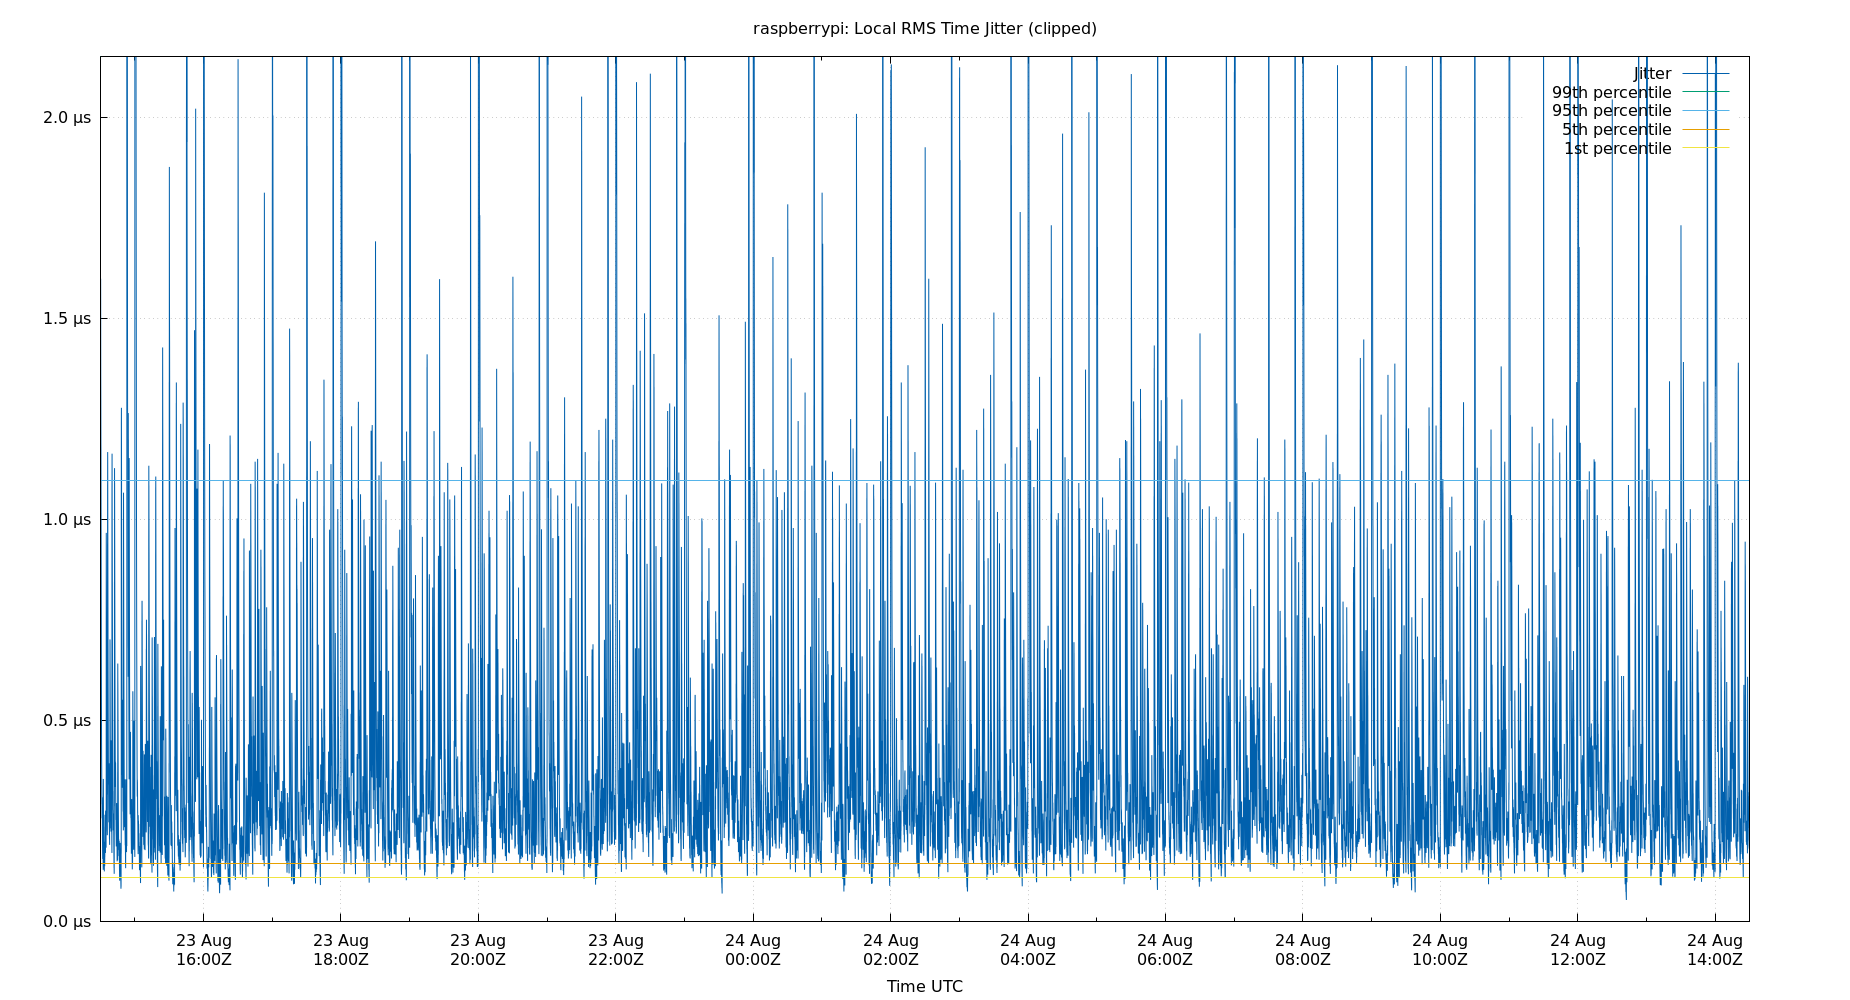 raspberrypi: Local RMS Time Jitter (clipped)
Jitter
99th percentile
95th percentile
5th percentile
1st percentile
2.0 µs
1.5 µs
1.0 µs
0.5 µs
0.0 µs
23 Aug 23 Aug 23 Aug 23 Aug 24 Aug 24 Aug 24 Aug 24 Aug 24 Aug 24 Aug 24 Aug 24 Aug
16:00Z 18:00Z 20:00Z 22:00Z 00:00Z 02:00Z 04:00Z 06:00Z 08:00Z 10:00Z 12:00Z 14:00Z
Time UTC